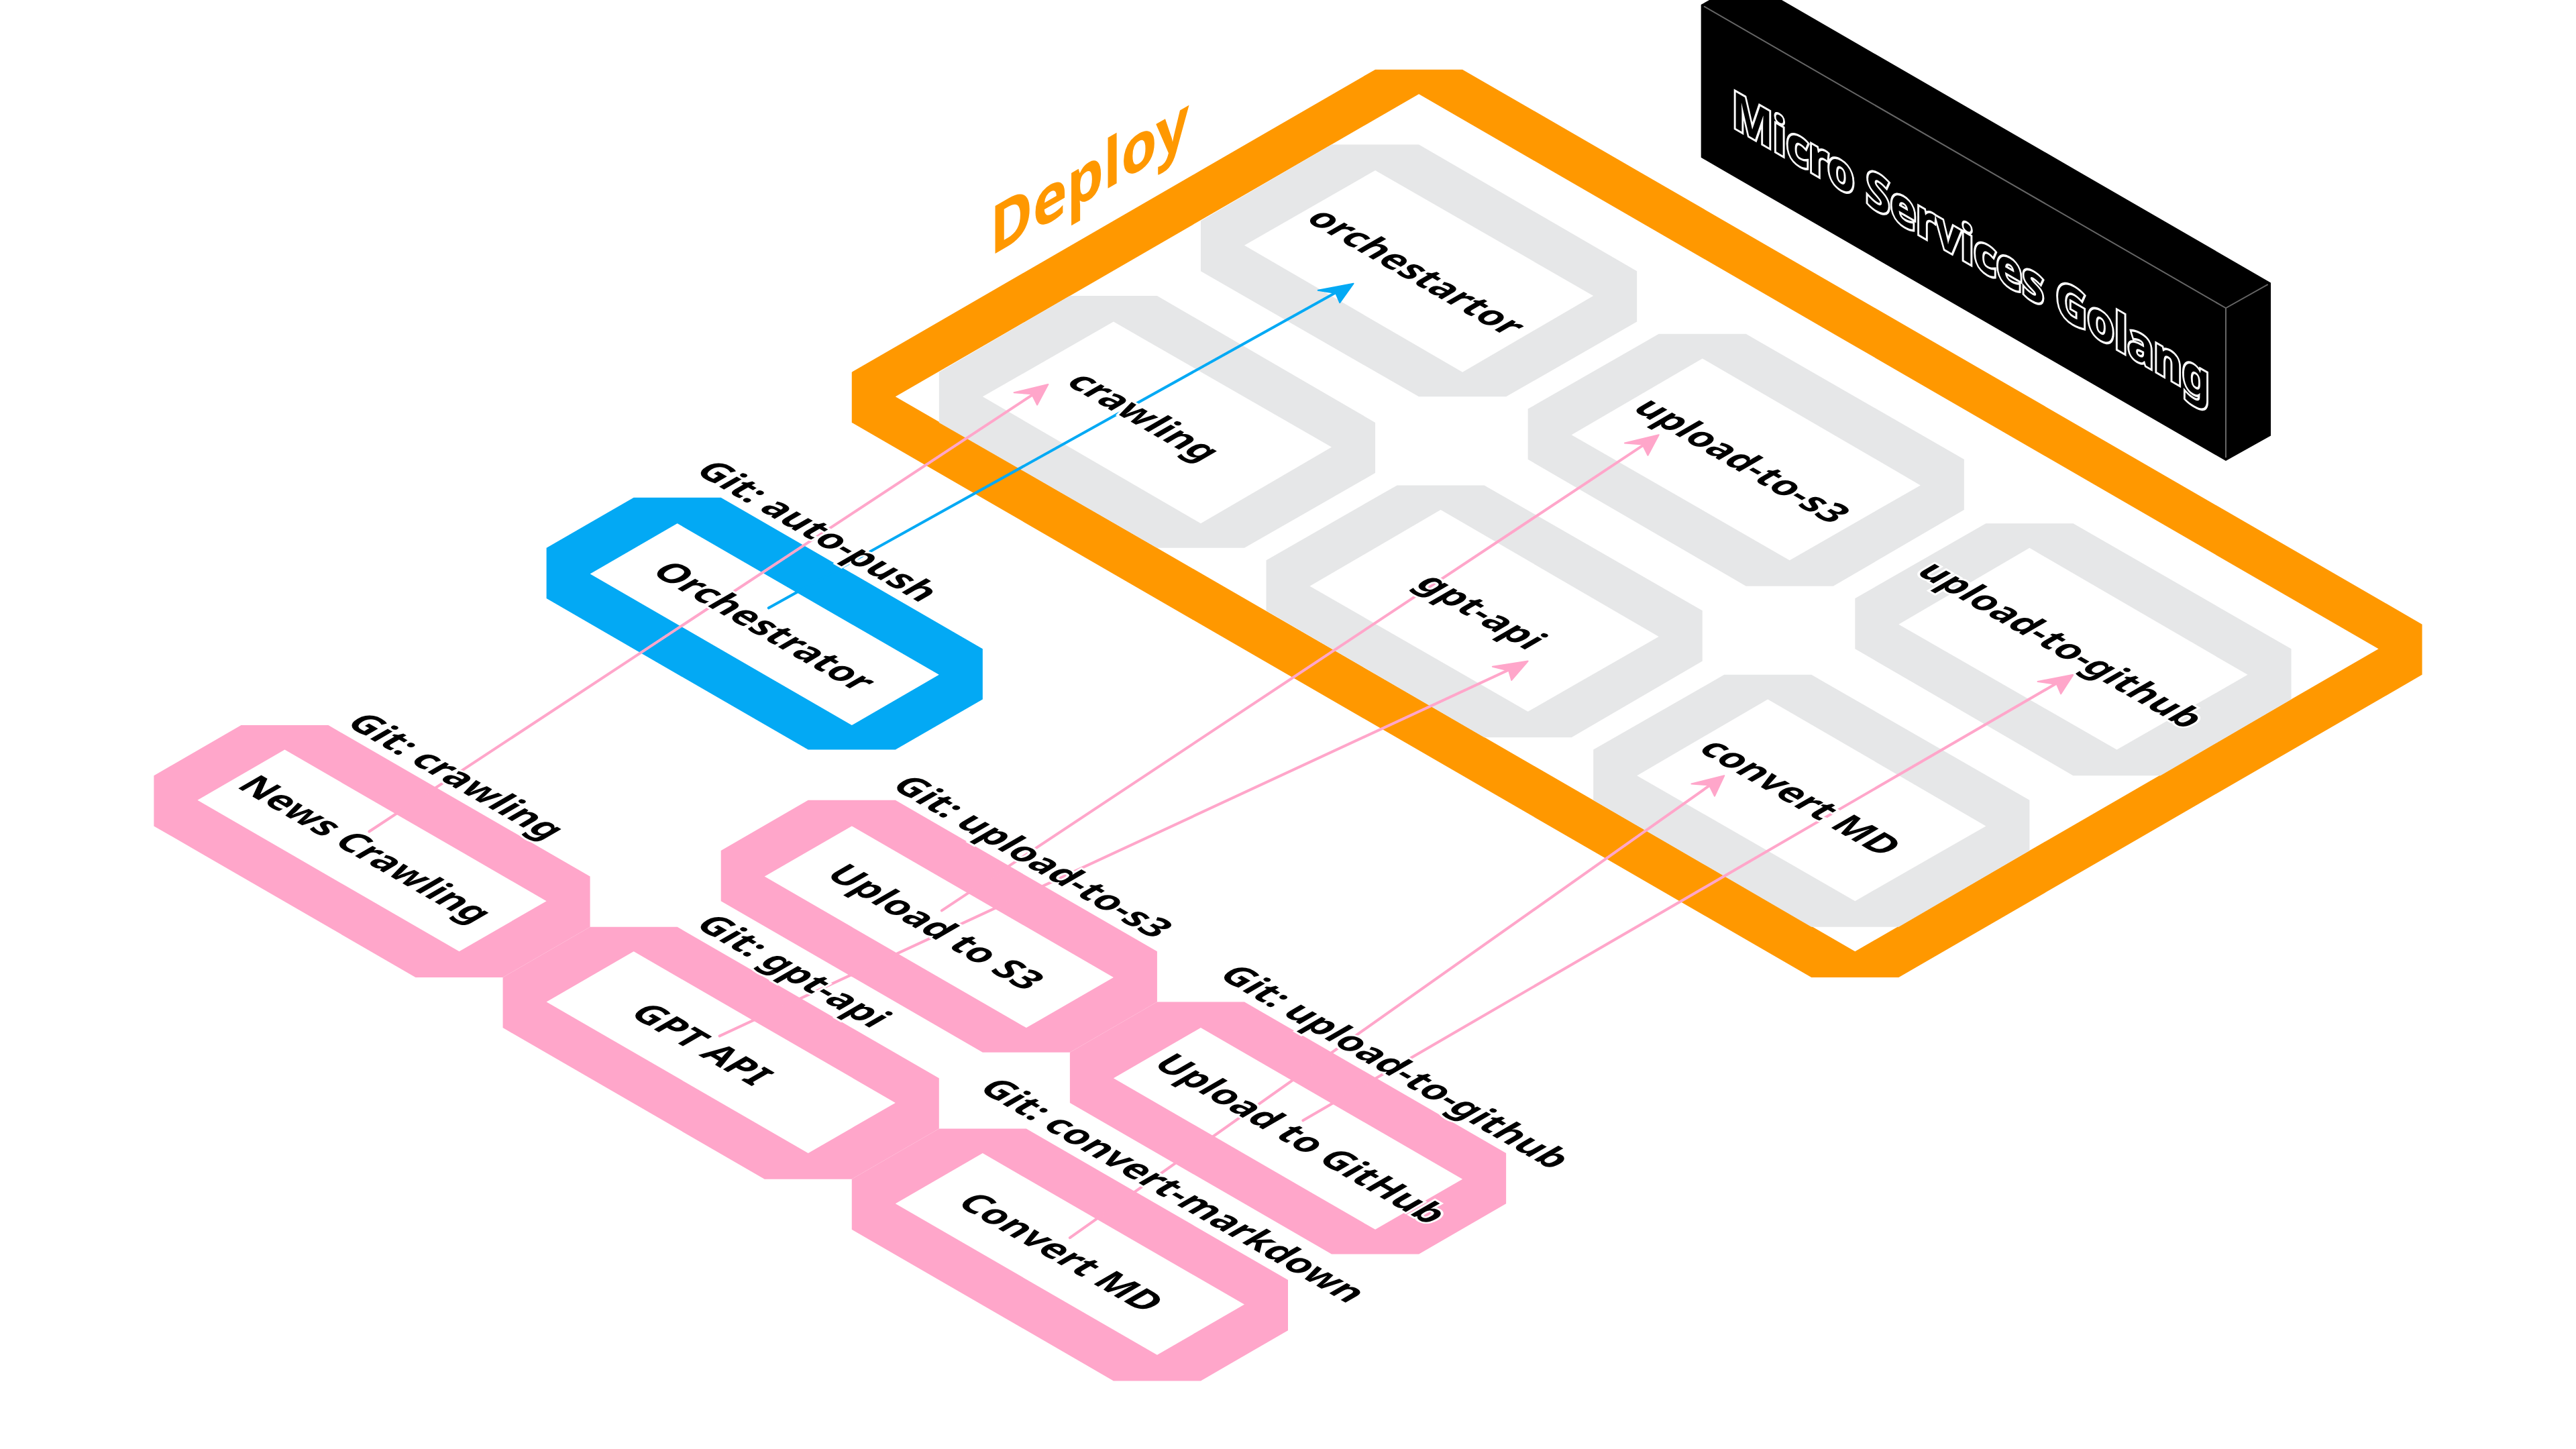 Micro Services Golang
Deploy
orchestartor
crawling
upload-to-s3
gpt-api
upload-to-github
convert MD
Git: auto-push
Orchestrator
Git: crawling
News Crawling
Git: upload-to-s3
Upload to S3
Git: gpt-api
GPT API
Git: upload-to-github
Upload to GitHub
Git: convert-markdown
Convert MD